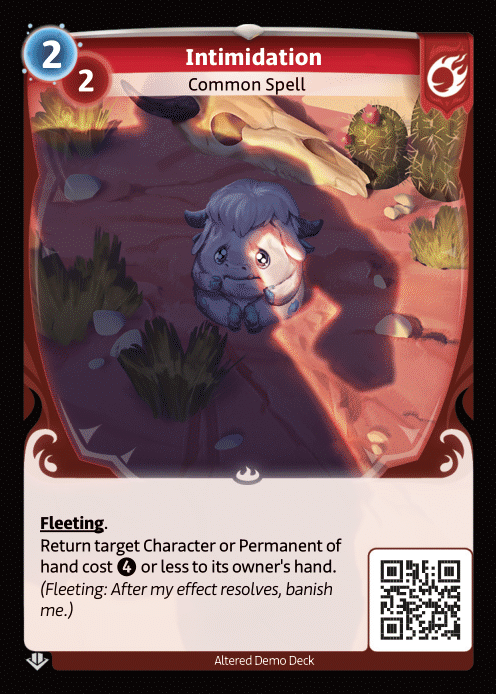 2
2
Intimidation
Common Spell
Fleeting.
Return target Character or Permanent of
hand cost 4 or less to its owner's hand.
(Fleeting: After my effect resolves, banish
me.)
Altered Demo Deck